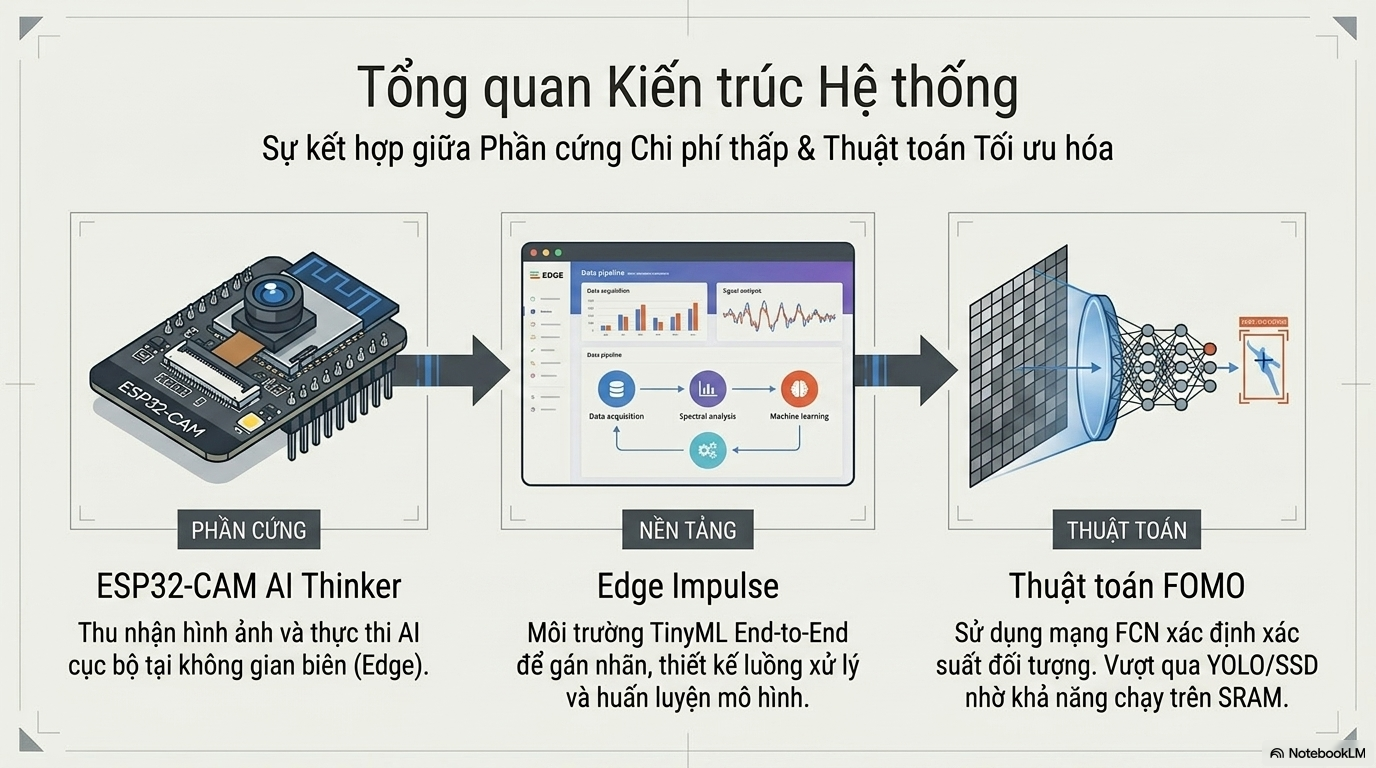 Tổng quan Kiến trúc Hệ thống
Sự kết hợp giữa Phần cứng Chi phí thấp & Thuật toán Tối ưu hóa
ESP32-CAM
EDGE
Data pipeline
Data acquisition
Data pipeline
Data acquisition
Spectral analysis
Machine learning
PHẦN CỨNG
NỀN TẢNG
THUẬT TOÁN
ESP32-CAM AI Thinker
Thu nhận hình ảnh và thực thi AI
cục bộ tại không gian biên (Edge).
Edge Impulse
Môi trường TinyML End-to-End
để gán nhãn, thiết kế luồng xử lý
và huấn luyện mô hình.
Thuật toán FOMO
Sử dụng mạng FCN xác định xác
suất đối tượng. Vượt qua YOLO/SSD
nhờ khả năng chạy trên SRAM.
NotebookLM